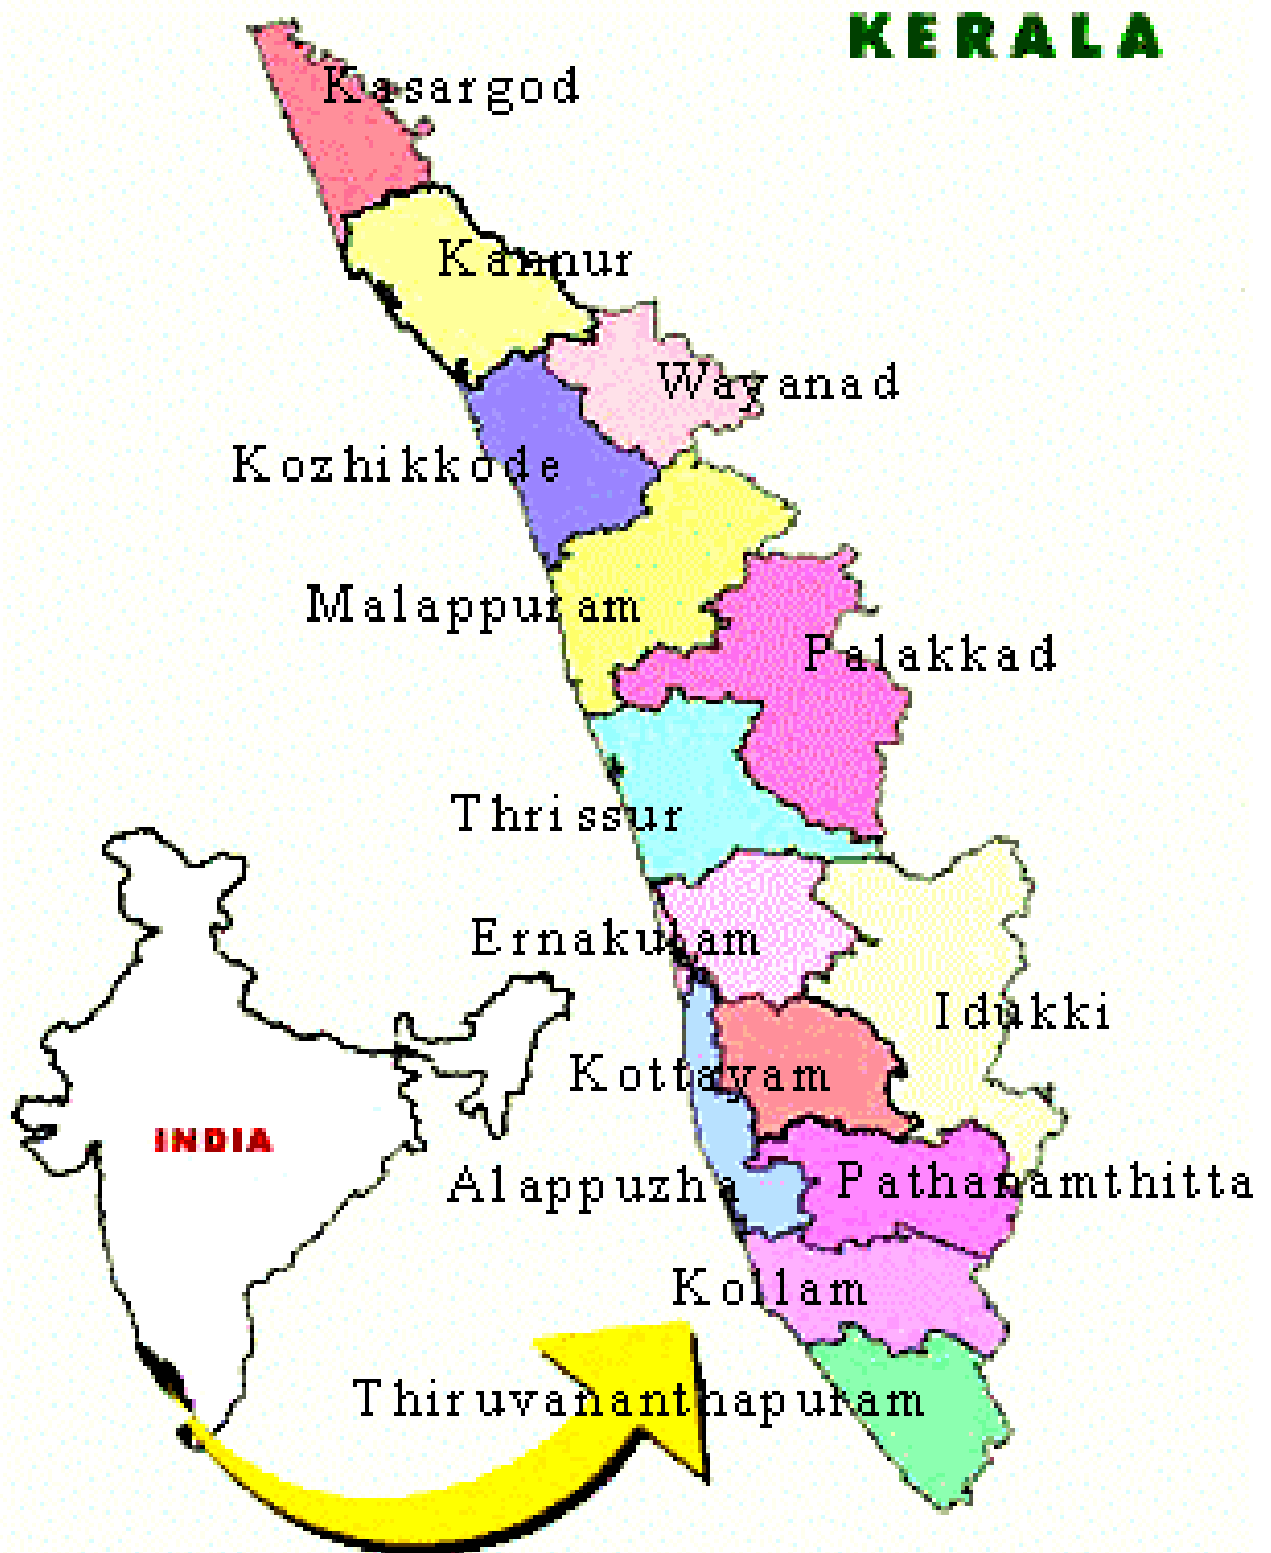 KERALA
Kasargod
Kannur
Wayanad
Kozhikkode
Malappuram
Palakkad
Thrissur
Ernakulam
Idukki
Kottayam
INDIA
Alappuzha
Pathanamthitta
Kollam
Thiruvananthapuram